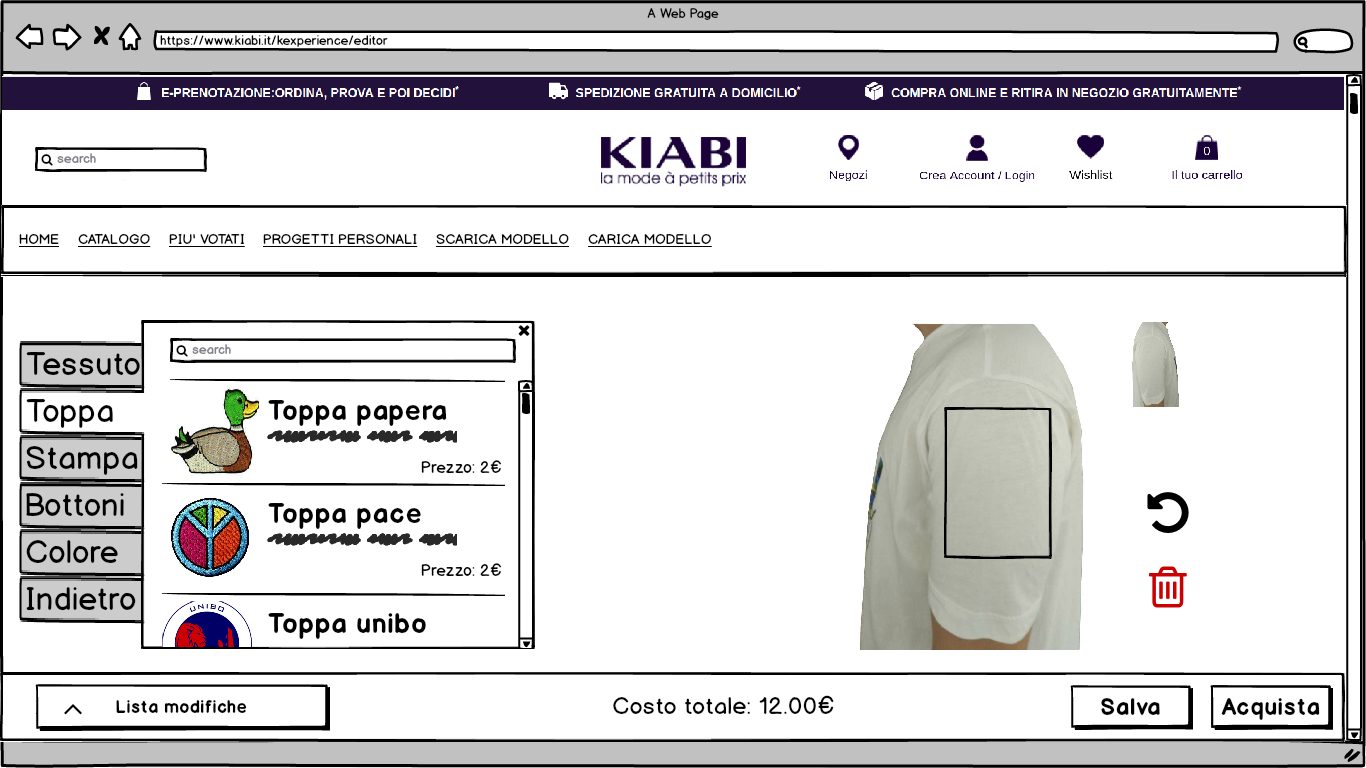 A Web Page
https://www.kiabi.it/kexperience/editor
E-PRENOTAZIONE:ORDINA, PROVA E POI DECIDI*
SPEDIZIONE GRATUITA A DOMICILIO*
COMPRA ONLINE E RITIRA IN NEGOZIO GRATUITAMENTE*
search
KIABI
la mode à petits prix
Negozi
Crea Account / Login
Wishlist
0
Il tuo carrello
HOME
CATALOGO
PIU' VOTATI
PROGETTI PERSONALI
SCARICA MODELLO
CARICA MODELLO
Tessuto
Toppa
Stampa
Bottoni
Colore
Indietro
search
Toppa papera
Prezzo: 2€
Toppa pace
Prezzo: 2€
UNIBO
Toppa unibo
Lista modifiche
Costo totale: 12.00€
Salva
Acquista